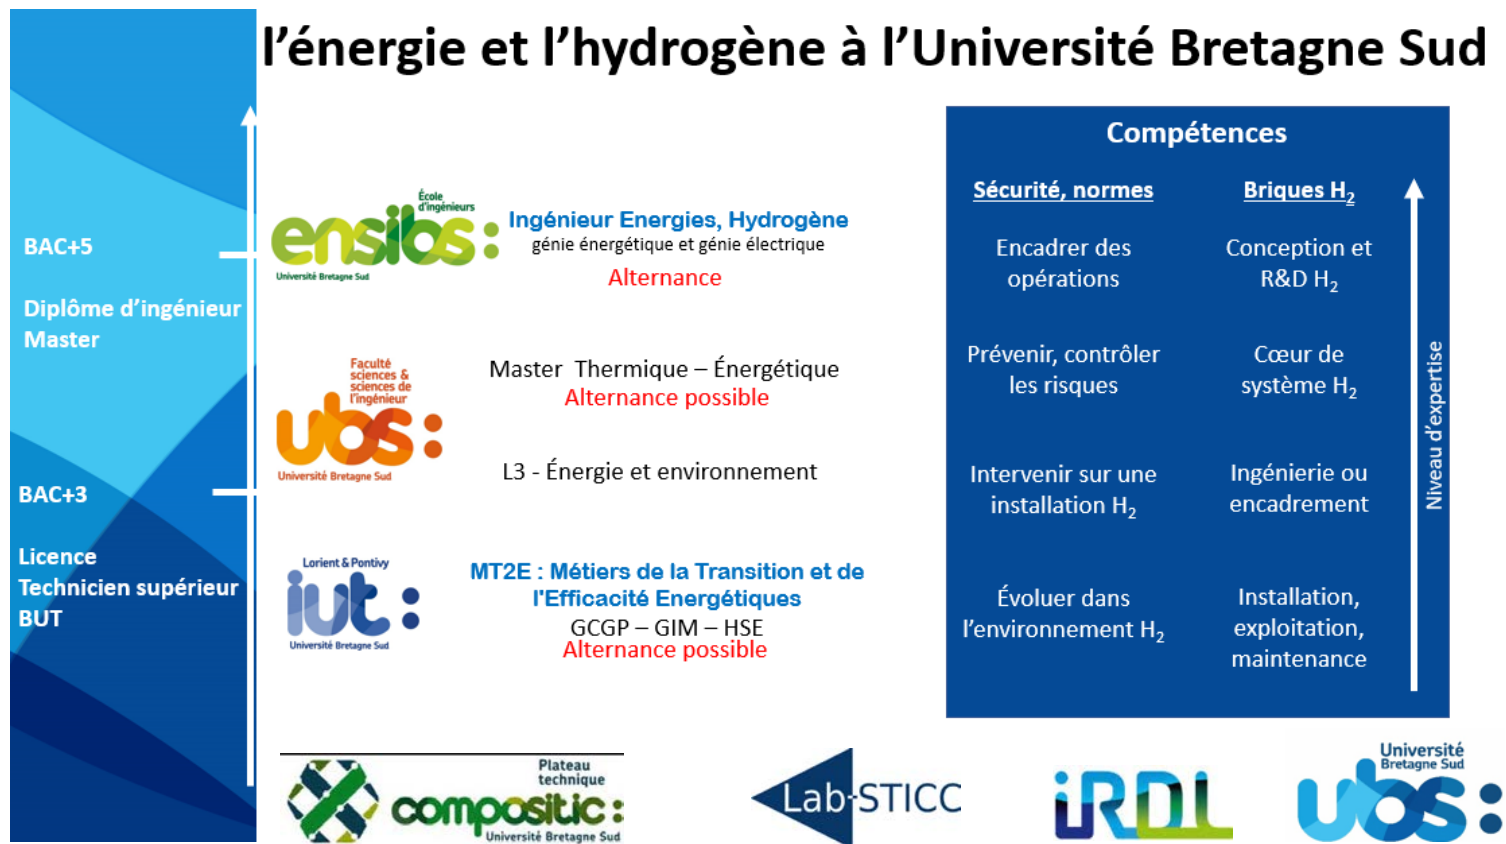 l’énergie et l’hydrogène à l’Université Bretagne Sud
BAC+5
Diplôme d’ingénieur
Master
BAC+3
Licence
Technicien supérieur
BUT
École
d'ingénieurs
ensibs:
Université Bretagne Sud
Ingénieur Energies, Hydrogène
génie énergétique et génie électrique
Alternance
Faculté
sciences &
sciences de
l'ingénieur
ubs:
Université Bretagne Sud
Master  Thermique – Énergétique
Alternance possible
L3 - Énergie et environnement
Lorient & Pontivy
iut:
Université Bretagne Sud
MT2E : Métiers de la Transition et de
l'Efficacité Energétiques
GCGP – GIM – HSE
Alternance possible
Compétences
Sécurité, normes
Encadrer des
opérations
Prévenir, contrôler
les risques
Intervenir sur une
installation H2
Évoluer dans
l’environnement H2
Briques H2
Conception et
R&D H2
Cœur de
système H2
Ingénierie ou
encadrement
Installation,
exploitation,
maintenance
Niveau d’expertise
Plateau
technique
compositic:
Université Bretagne Sud
Lab-STICC
iRDL
Université
Bretagne Sud
ubs: